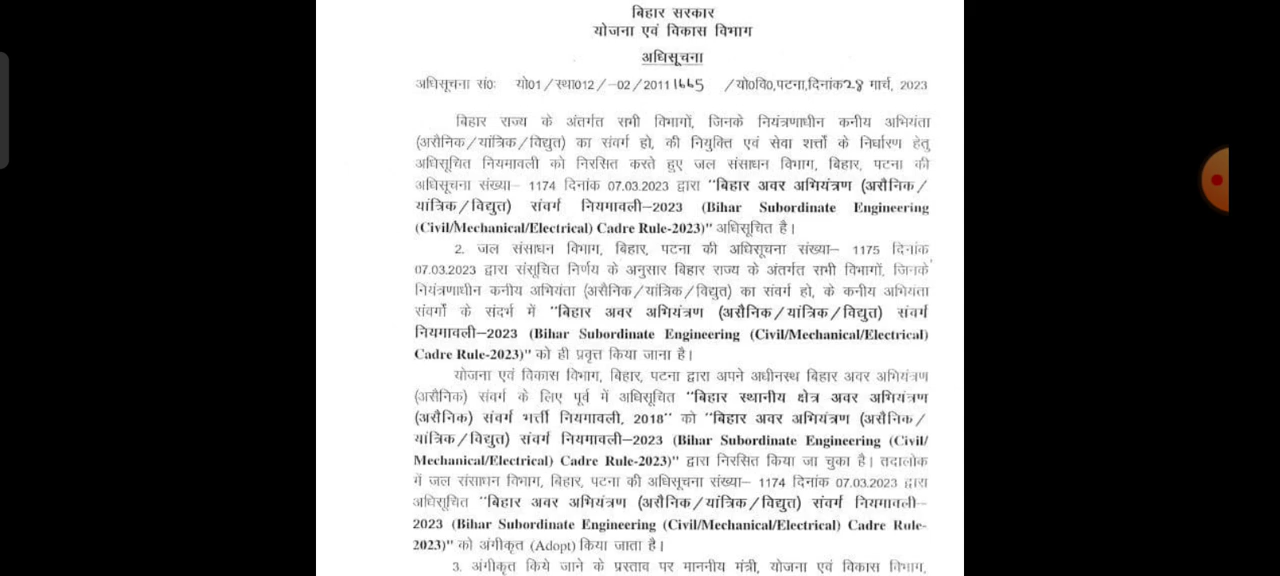 बिहार सरकार
योजना एवं विकास विभाग
अधिसूचना
अधिसूचना सं०: यो01/स्था012/–02/2011 1665 /यो0वि0,पटना,दिनांक 28 मार्च, 2023
बिहार राज्य के अंतर्गत सभी विभागों, जिनके नियंत्रणाधीन कनीय अभियंता
(असैनिक/यांत्रिक/विद्युत) का संवर्ग हो, की नियुक्ति एवं सेवा शर्त्तो के निर्धारण हेतु
अधिसूचित नियमावली को निरसित करते हुए जल संसाधन विभाग, बिहार, पटना की
अधिसूचना संख्या– 1174 दिनांक 07.03.2023 द्वारा "बिहार अवर अभियंत्रण (असैनिक/
यांत्रिक/विद्युत) संवर्ग नियमावली–2023 (Bihar Subordinate Engineering
(Civil/Mechanical/Electrical) Cadre Rule-2023)" अधिसूचित है।
2. जल संसाधन विभाग, बिहार, पटना की अधिसूचना संख्या– 1175 दिनांक
07.03.2023 द्वारा संसूचित निर्णय के अनुसार बिहार राज्य के अंतर्गत सभी विभागों, जिनके
नियंत्रणाधीन कनीय अभियंता (असैनिक/यांत्रिक/विद्युत) का संवर्ग हो, के कनीय अभियंता
संवर्गों के संदर्भ में "बिहार अवर अभियंत्रण (असैनिक/यांत्रिक/विद्युत) संवर्ग
नियमावली–2023 (Bihar Subordinate Engineering (Civil/Mechanical/Electrical)
Cadre Rule-2023)" को ही प्रवृत्त किया जाना है।
योजना एवं विकास विभाग, बिहार, पटना द्वारा अपने अधीनस्थ बिहार अवर अभियंत्रण
(असैनिक) संवर्ग के लिए पूर्व में अधिसूचित "बिहार स्थानीय क्षेत्र अवर अभियंत्रण
(असैनिक) संवर्ग भर्त्ती नियमावली, 2018" को "बिहार अवर अभियंत्रण (असैनिक/
यांत्रिक/विद्युत) संवर्ग नियमावली–2023 (Bihar Subordinate Engineering (Civil/
Mechanical/Electrical) Cadre Rule-2023)" द्वारा निरसित किया जा चुका है। तदालोक
में जल संसाधन विभाग, बिहार, पटना की अधिसूचना संख्या– 1174 दिनांक 07.03.2023 द्वारा
अधिसूचित "बिहार अवर अभियंत्रण (असैनिक/यांत्रिक/विद्युत) संवर्ग नियमावली–
2023 (Bihar Subordinate Engineering (Civil/Mechanical/Electrical) Cadre Rule-
2023)" को अंगीकृत (Adopt) किया जाता है।
3. अंगीकृत किये जाने के प्रस्ताव पर माननीय मंत्री, योजना एवं विकास विभाग,